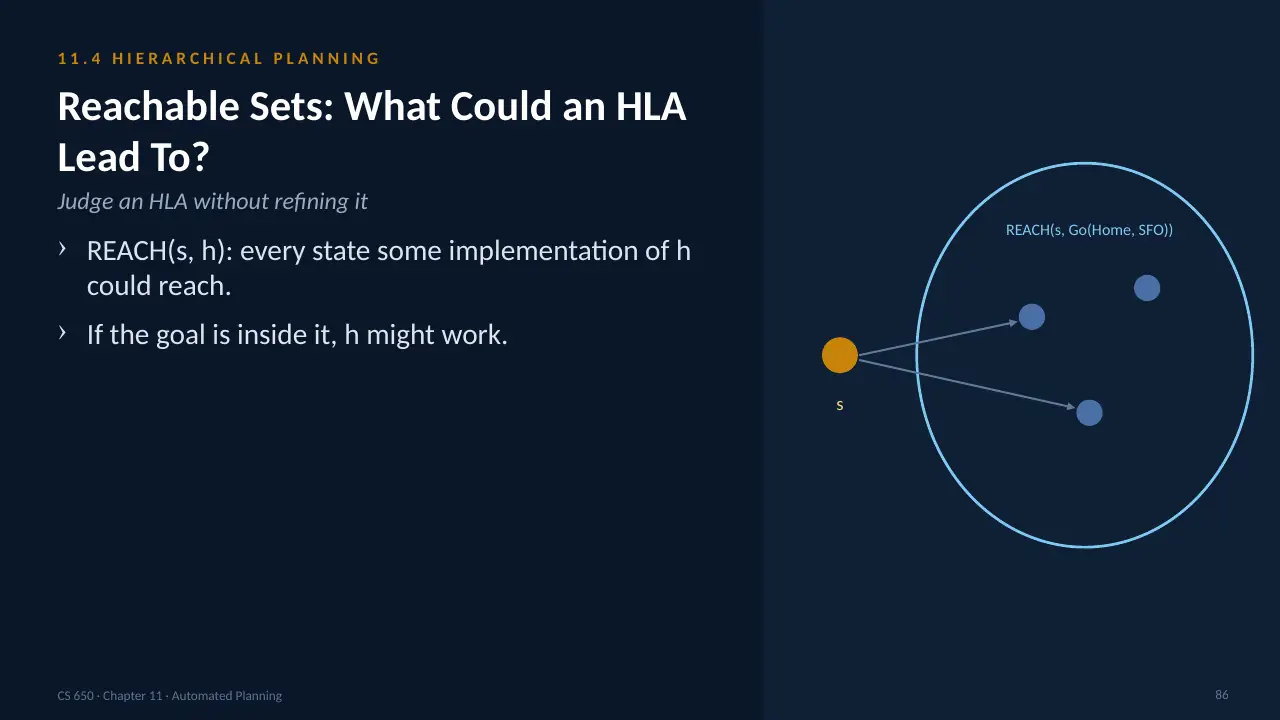 11.4 HIERARCHICAL PLANNING
Reachable Sets: What Could an HLA
Lead To?
Judge an HLA without refining it
› REACH(s, h): every state some implementation of h
could reach.
› If the goal is inside it, h might work.
REACH(s, Go(Home, SFO))
s
CS 650 · Chapter 11 · Automated Planning
86